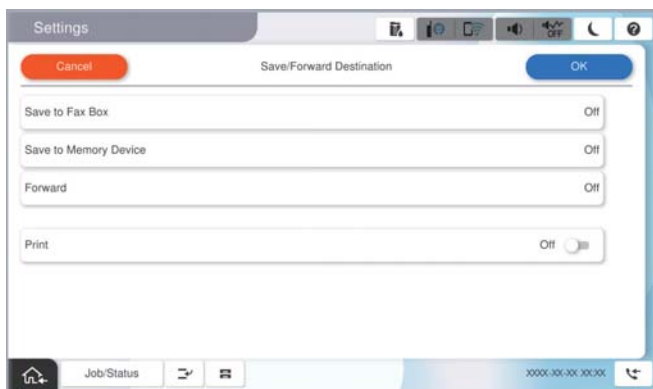 Settings
OFF
Cancel
Save/Forward Destination
OK
Save to Fax Box
Off
Save to Memory Device
Off
Forward
Off
Print
Off
Job/Status
XXXX-XX-XX XX:XX